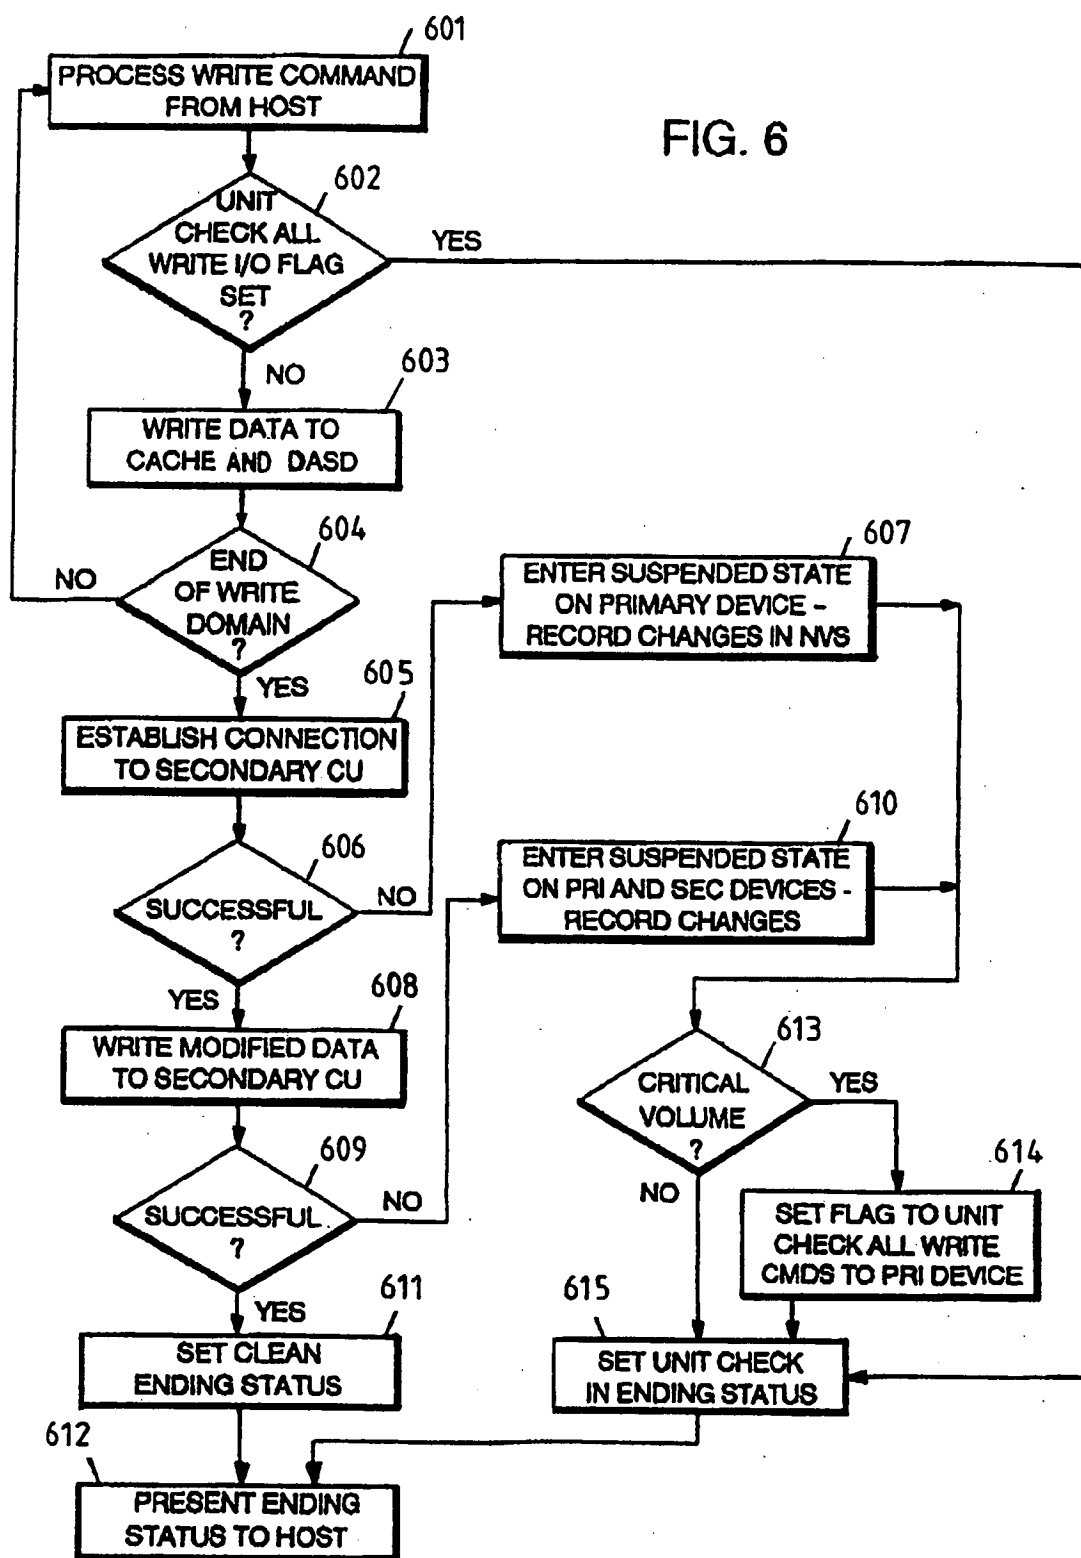 601
PROCESS WRITE COMMAND
FROM HOST
FIG. 6
602
UNIT
CHECK ALL
WRITE I/O FLAG
SET
?
YES
NO
603
WRITE DATA TO
CACHE AND DASD
604
END
OF WRITE
DOMAIN
?
NO
YES
605
ESTABLISH CONNECTION
TO SECONDARY CU
606
SUCCESSFUL
?
NO
YES
607
ENTER SUSPENDED STATE
ON PRIMARY DEVICE -
RECORD CHANGES IN NVS
608
WRITE MODIFIED DATA
TO SECONDARY CU
609
SUCCESSFUL
?
NO
YES
610
ENTER SUSPENDED STATE
ON PRI AND SEC DEVICES -
RECORD CHANGES
611
SET CLEAN
ENDING STATUS
612
PRESENT ENDING
STATUS TO HOST
613
CRITICAL
VOLUME
?
YES
NO
614
SET FLAG TO UNIT
CHECK ALL WRITE
CMDS TO PRI DEVICE
615
SET UNIT CHECK
IN ENDING STATUS